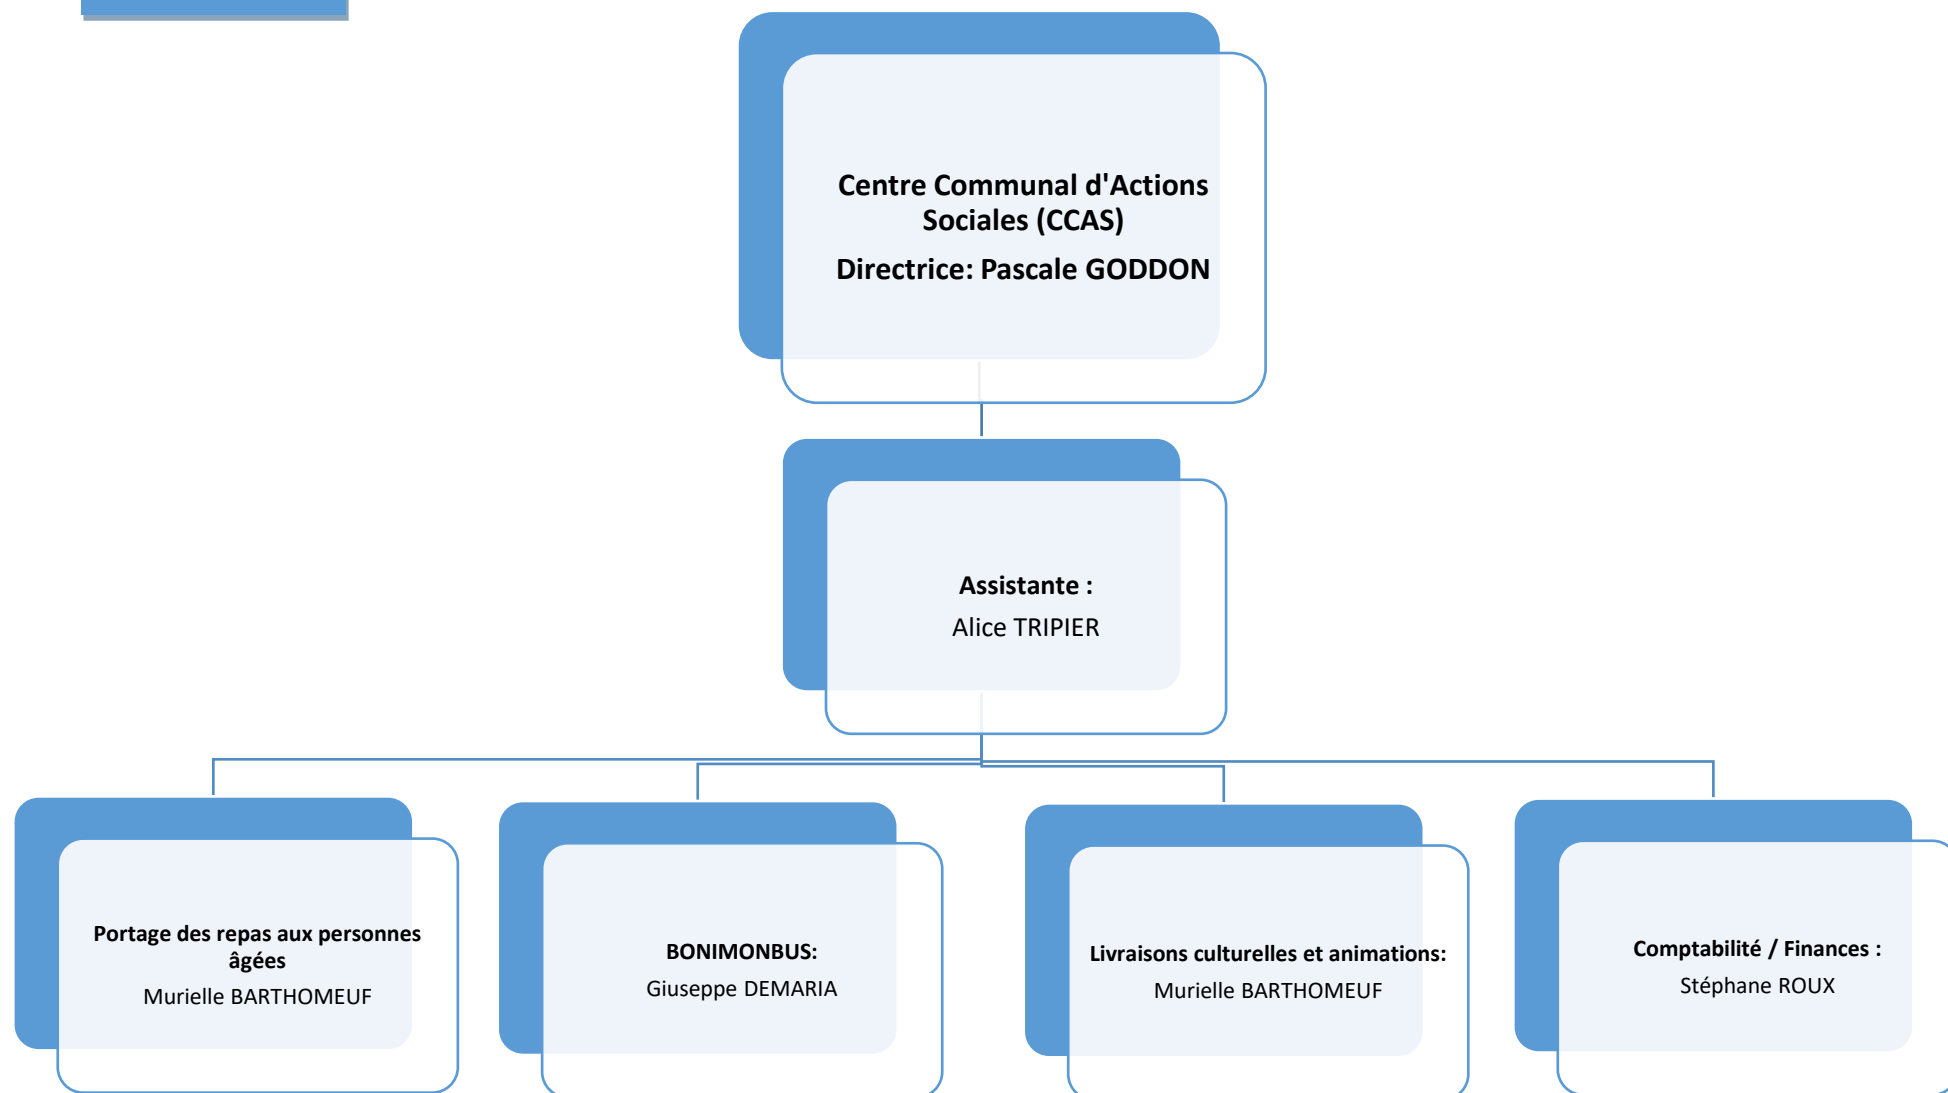 Centre Communal d'Actions
Sociales (CCAS)
Directrice: Pascale GODDON
Assistante :
Alice TRIPIER
Portage des repas aux personnes
âgées
Murielle BARTHOMEUF
BONIMONBUS:
Giuseppe DEMARIA
Livraisons culturelles et animations:
Murielle BARTHOMEUF
Comptabilité / Finances :
Stéphane ROUX